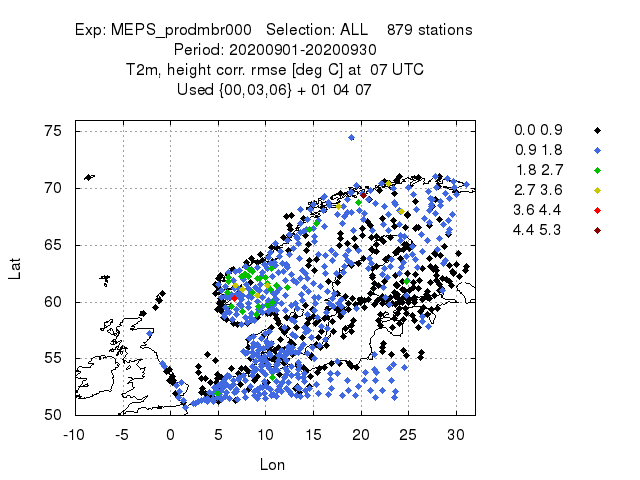 Exp: MEPS_prodmbr000   Selection: ALL    879 stations
Period: 20200901-20200930
T2m, height corr. rmse [deg C] at  07 UTC
Used {00,03,06} + 01 04 07
0.0 0.9
0.9 1.8
1.8 2.7
2.7 3.6
3.6 4.4
4.4 5.3
75
70
65
60
55
50
Lat
-10 -5 0 5 10 15 20 25 30
Lon